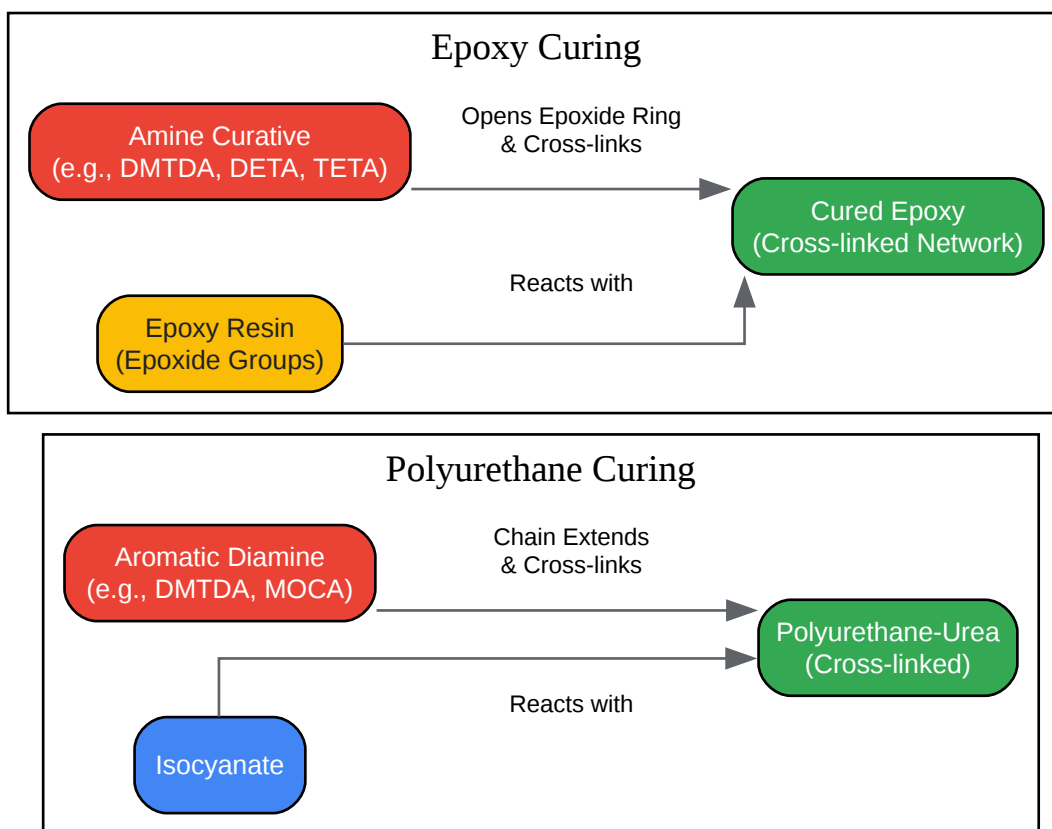 Epoxy Curing
Amine Curative
(e.g., DMTDA, DETA, TETA)
Opens Epoxide Ring
& Cross-links
Cured Epoxy
(Cross-linked Network)
Reacts with
Epoxy Resin
(Epoxide Groups)
Polyurethane Curing
Aromatic Diamine
(e.g., DMTDA, MOCA)
Chain Extends
& Cross-links
Polyurethane-Urea
(Cross-linked)
Reacts with
Isocyanate